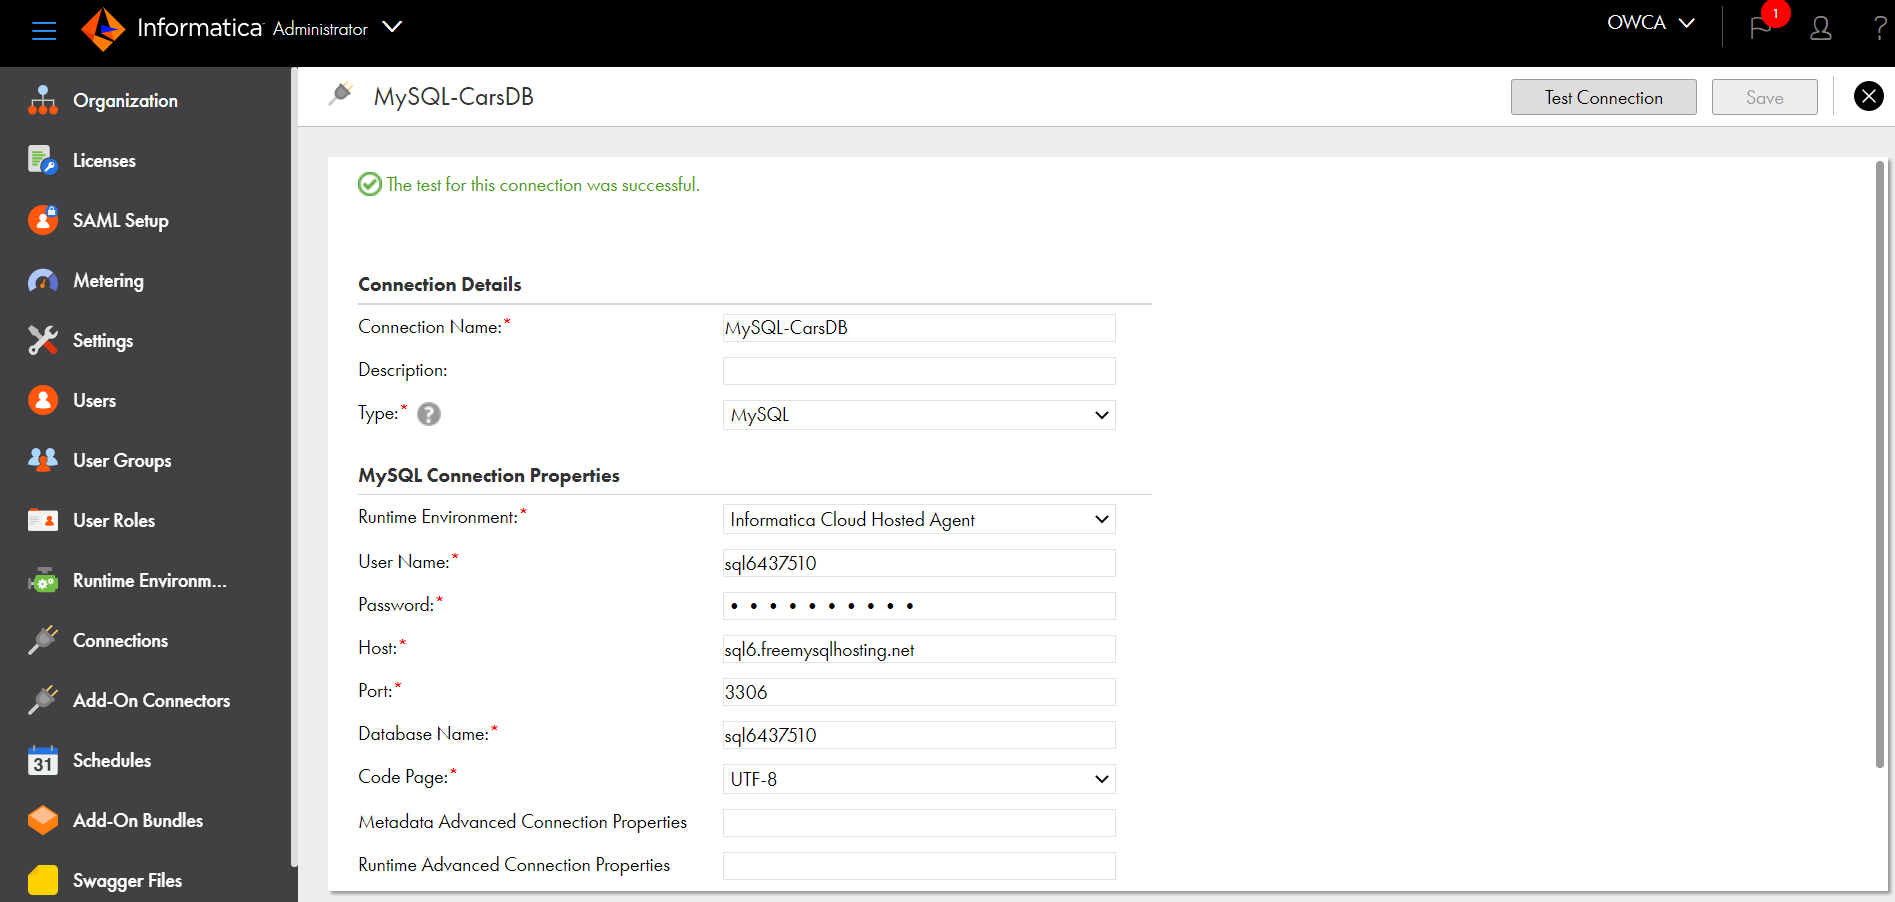 Informatica Administrator
OWCA
1
?
Organization
Licenses
SAML Setup
Metering
Settings
Users
User Groups
User Roles
Runtime Environm...
Connections
Add-On Connectors
31 Schedules
Add-On Bundles
Swagger Files
MySQL-CarsDB
Test Connection
Save
The test for this connection was successful.
Connection Details
Connection Name:* MySQL-CarsDB
Description:
Type:* ? MySQL
MySQL Connection Properties
Runtime Environment:* Informatica Cloud Hosted Agent
User Name:* sql6437510
Password:* • • • • • • • • • •
Host:* sql6.freemysqlhosting.net
Port:* 3306
Database Name:* sql6437510
Code Page:* UTF-8
Metadata Advanced Connection Properties
Runtime Advanced Connection Properties